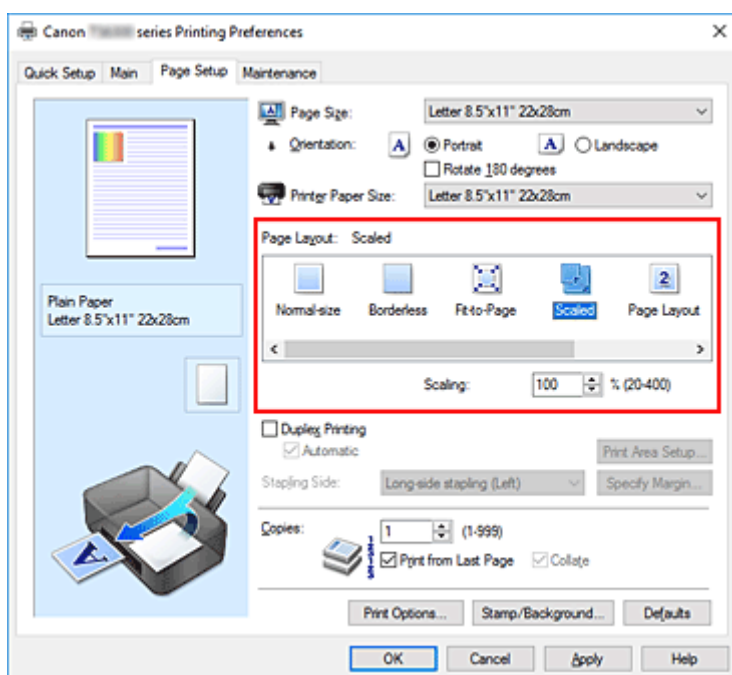 Canon series Printing Preferences
Quick Setup Main Page Setup Maintenance
Page Size: Letter 8.5"x11" 22x28cm
Orientation: A Portrait A Landscape
Rotate 180 degrees
Printer Paper Size: Letter 8.5"x11" 22x28cm
Page Layout: Scaled
Plain Paper
Letter 8.5"x11" 22x28cm
2
Normal-size Borderless Fit-to-Page Scaled Page Layout
Scaling: 100 % (20-400)
Duplex Printing
Automatic
Print Area Setup...
Stapling Side: Long-side stapling (Left) Specify Margin...
Copies: 1 (1-999)
Print from Last Page Collate
A
Print Options... Stamp/Background... Defaults
OK Cancel Apply Help